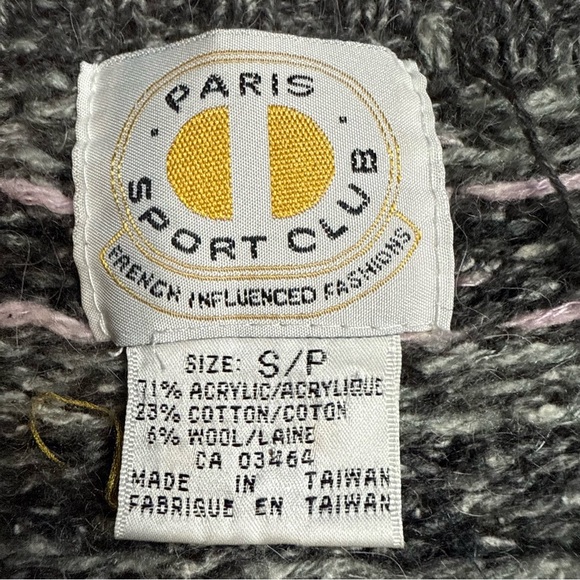 PARIS
SPORT CLUB
FRENCH INFLUENCED FASHIONS
SIZE: S/P
71% ACRYLIC/ACRYLIQUE
23% COTTON/COTON
6% WOOL/LAINE
CA 03464
MADE IN TAIWAN
FABRIQUE EN TAIWAN